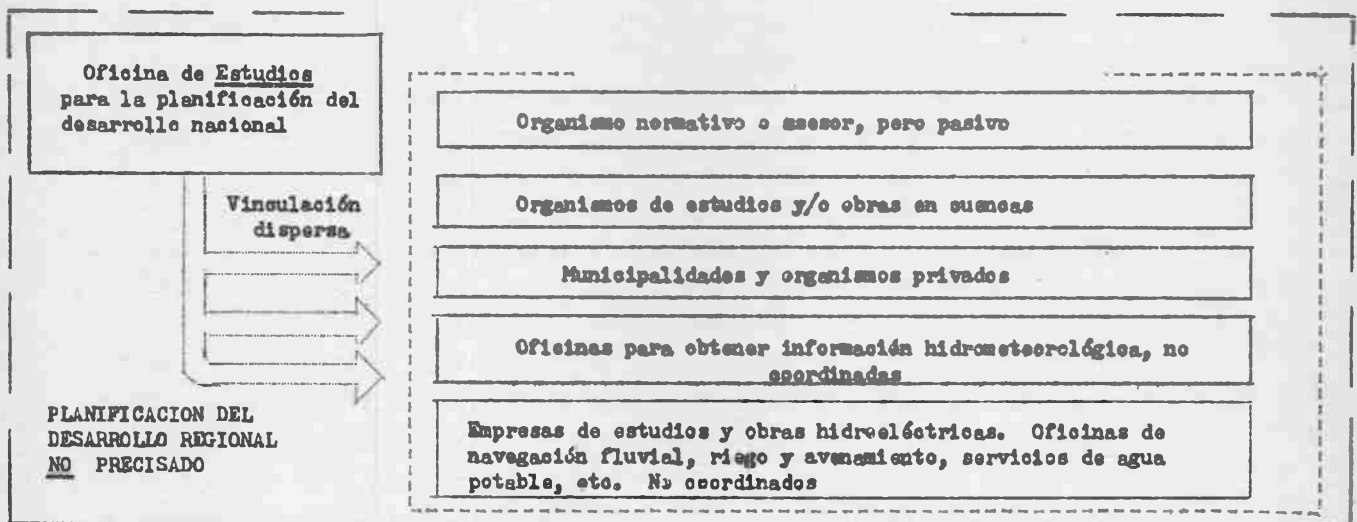 Oficina de Estudios
para la planificación del
desarrollo nacional
Vinculación
dispersa
PLANIFICACION DEL
DESARROLLO REGIONAL
NO PRECISADO
Organismo normativo o asesor, pero pasivo
Organismos de estudios y/o obras en cuencas
Municipalidades y organismos privados
Oficinas para obtener información hidrometeorológica, no
coordinadas
Empresas de estudios y obras hidroeléctricas. Oficinas de
navegación fluvial, riego y avenamiento, servicios de agua
potable, etc. No coordinados